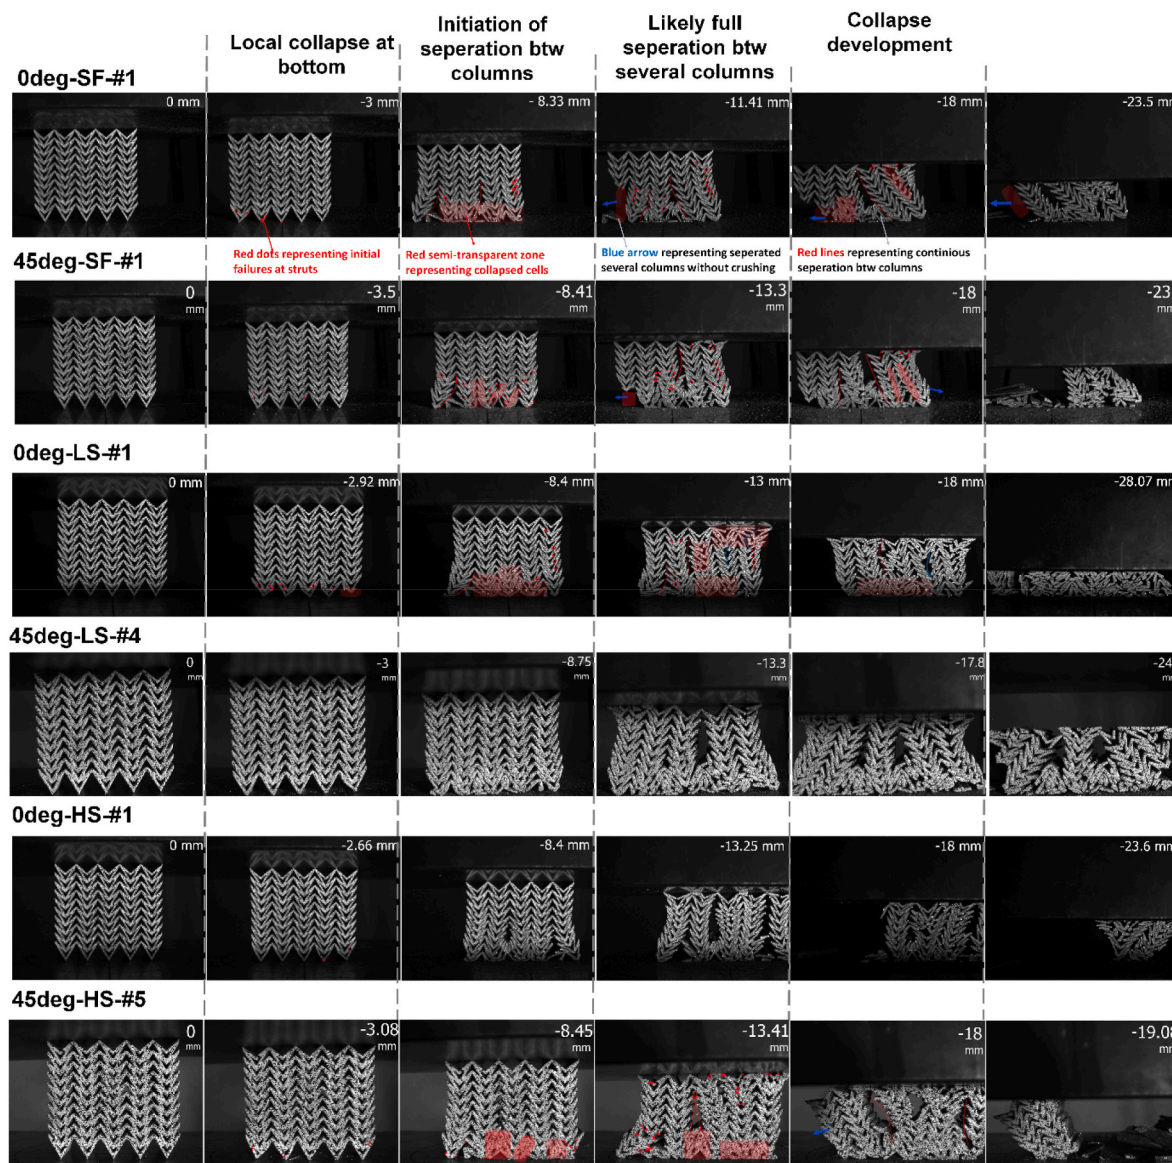 Local collapse at
bottom
Initiation of
seperation btw
columns
Likely full
seperation btw
several columns
Collapse
development
0deg-SF-#1
0 mm
-3 mm
- 8.33 mm
-11.41 mm
-18 mm
-23.5 mm
Red dots representing initial
failures at struts
Red semi-transparent zone
representing collapsed cells
Blue arrow representing seperated
several columns without crushing
Red lines representing continious
seperation btw columns
45deg-SF-#1
0
mm
-3.5
mm
-8.41
mm
-13.3
mm
-18
mm
-23
mm
0deg-LS-#1
0 mm
-2.92 mm
-8.4 mm
-13 mm
-18 mm
-28.07 mm
45deg-LS-#4
0
mm
-3
mm
-8.75
mm
-13.3
mm
-17.8
mm
-24
mm
0deg-HS-#1
0 mm
-2.66 mm
-8.4 mm
-13.25 mm
-18 mm
-23.6 mm
45deg-HS-#5
0
mm
-3.08
mm
-8.45
mm
-13.41
mm
-18
mm
-19.08
mm